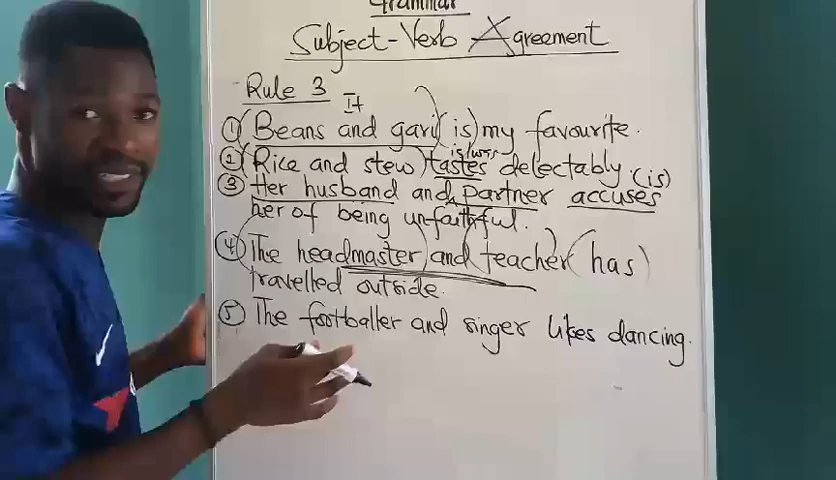 Grammar
Subject-Verb Agreement
Rule 3
It
① (Beans and gari) (is) my favourite.
is/was
② (Rice and stew) tastes delectably. (is)
③ Her husband and partner accuses
her of being unfaithful.
④ (The headmaster) and teacher) (has)
travelled outside.
⑤ The footballer and singer likes dancing.